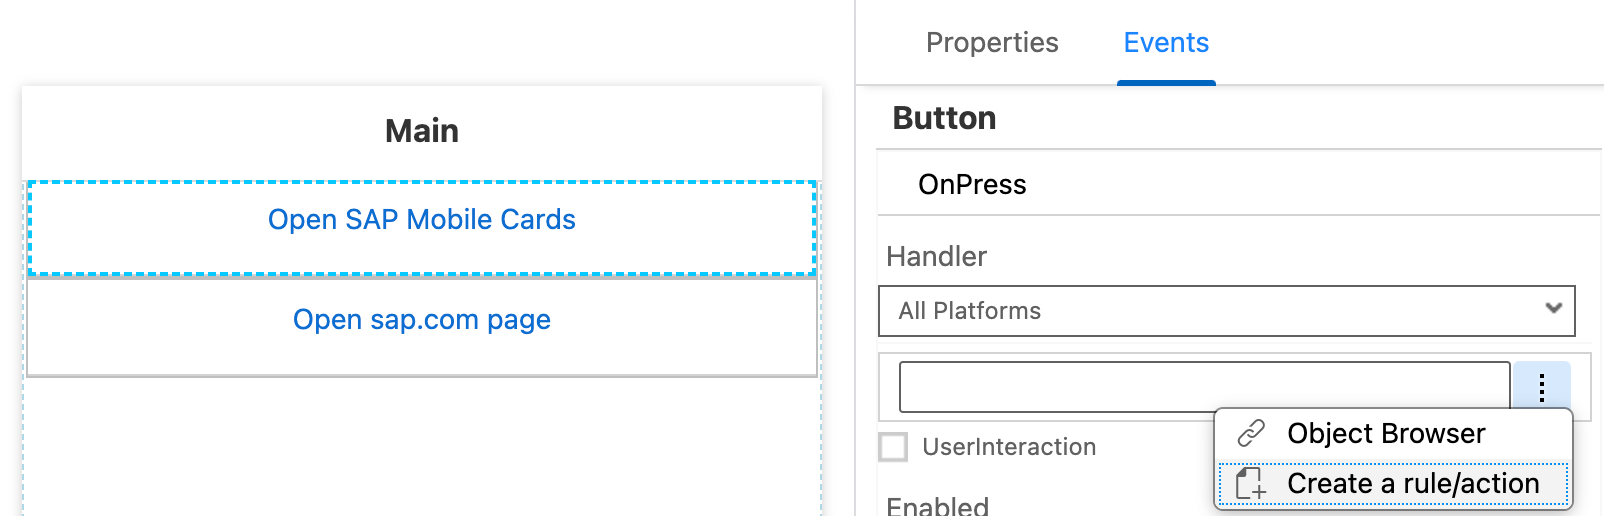 Main
Open SAP Mobile Cards
Open sap.com page
Properties
Events
Button
OnPress
Handler
All Platforms
Object Browser
UserInteraction
Create a rule/action
Enabled